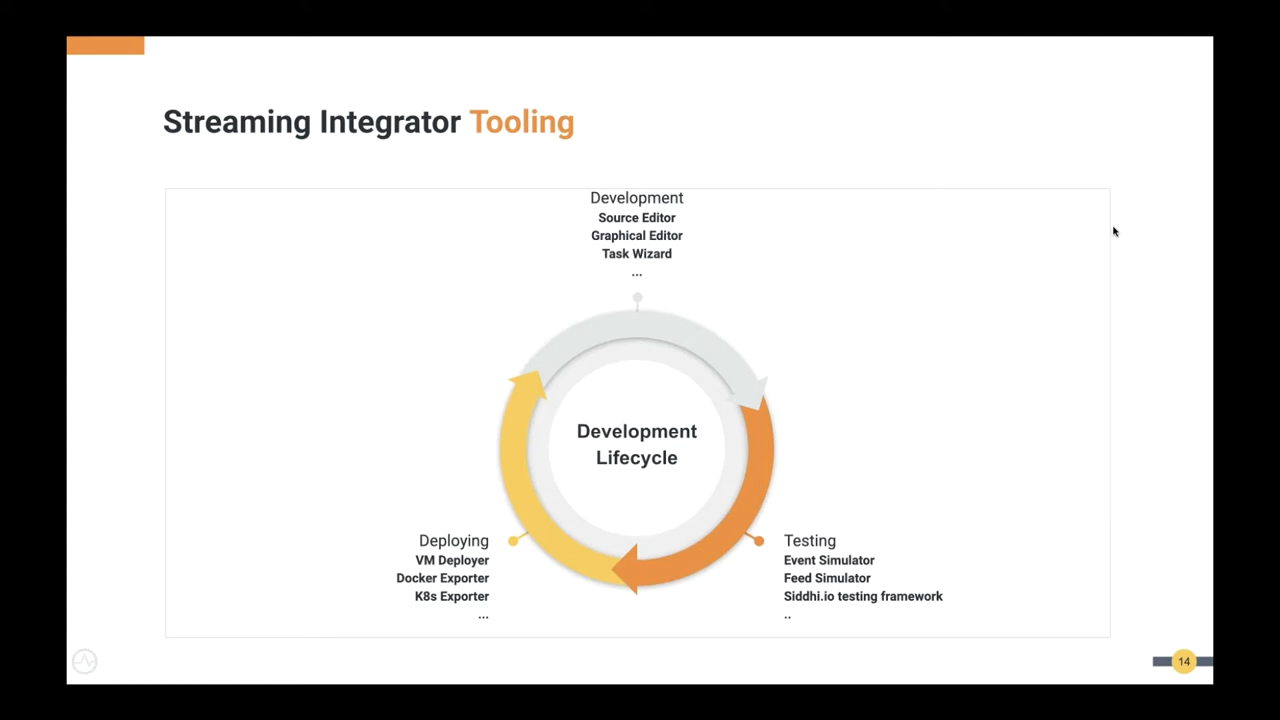 Streaming Integrator Tooling
Development
Source Editor
Graphical Editor
Task Wizard
...
Development
Lifecycle
Deploying
VM Deployer
Docker Exporter
K8s Exporter
...
Testing
Event Simulator
Feed Simulator
Siddhi.io testing framework
..
14